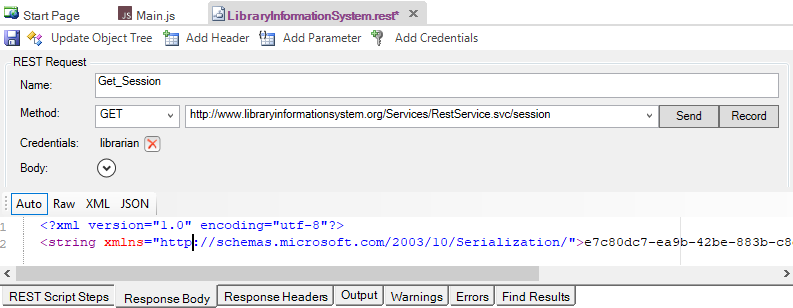 Start Page Main.js LibraryInformationSystem.rest*
Update Object Tree Add Header Add Parameter Add Credentials
REST Request
Name: Get_Session
Method: GET http://www.libraryinformationsystem.org/Services/RestService.svc/session Send Record
Credentials: librarian
Body:
Auto Raw XML JSON
1 <?xml version="1.0" encoding="utf-8"?>
2 <string xmlns="http://schemas.microsoft.com/2003/10/Serialization/">e7c80dc7-ea9b-42be-883b-c8
REST Script Steps Response Body Response Headers Output Warnings Errors Find Results